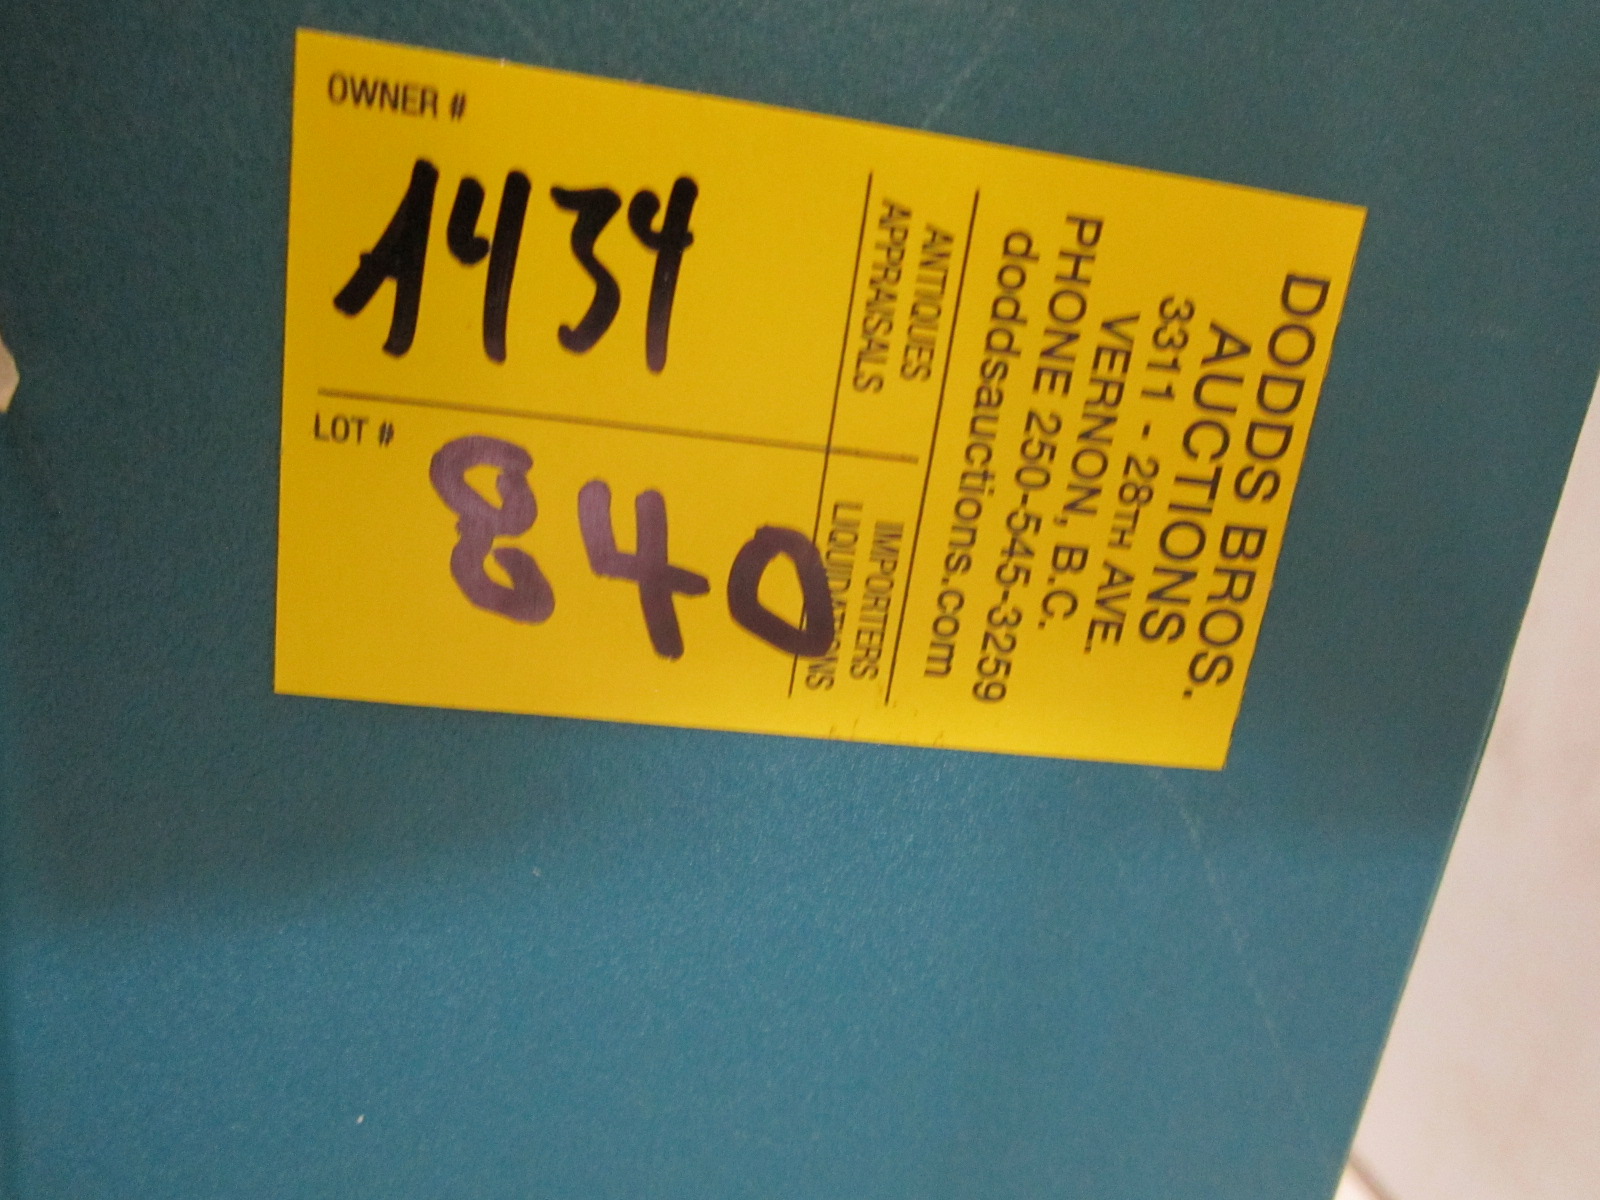 DODDS BROS.
AUCTIONS
3311 - 28TH AVE.
VERNON, B.C.
PHONE 250-545-3259
doddsauctions.com
ANTIQUES
APPRAISALS
IMPORTERS
LIQUIDATIONS
OWNER #
1434
LOT #
840